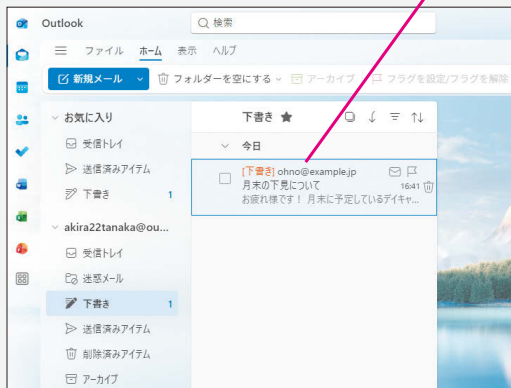 Outlook
検索
ファイル ホーム 表示 ヘルプ
新規メール フォルダーを空にする アーカイブ フラグを設定/フラグを解除
お気に入り
受信トレイ
送信済みアイテム
下書き 1
akira22tanaka@ou...
受信トレイ
迷惑メール
下書き 1
送信済みアイテム
削除済みアイテム
アーカイブ
下書き
今日
[下書き] ohno@example.jp
月末の下見について 16:41
お疲れ様です! 月末に予定しているデイキャ...